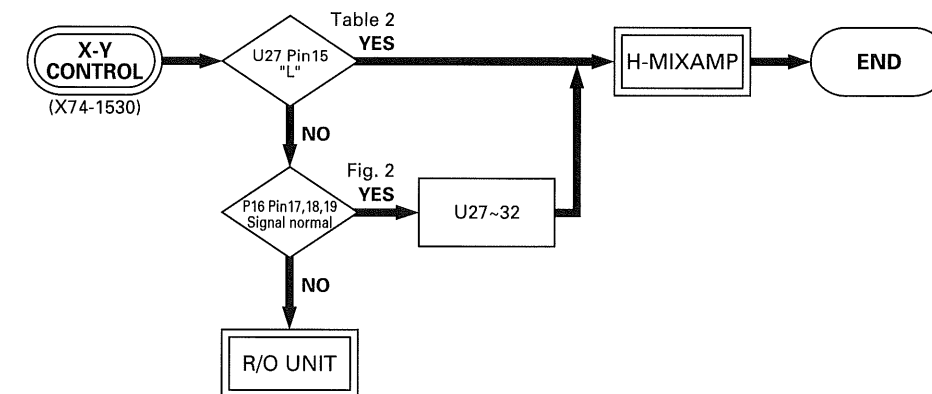 X-Y
CONTROL
(X74-1530)
U27 Pin15
"L"
Table 2
YES
H-MIXAMP
END
NO
P16 Pin17,18,19
Signal normal
Fig. 2
YES
U27~32
NO
R/O UNIT